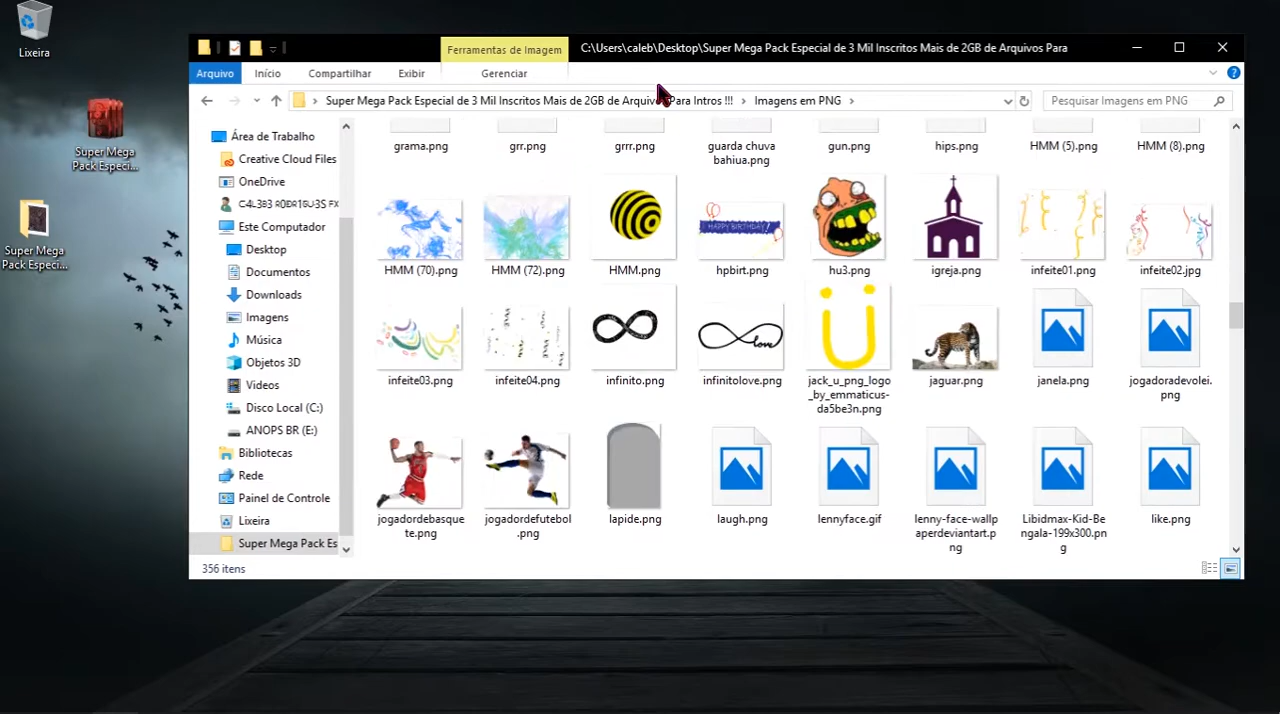 Lixeira
Super Mega
Pack Especi...
Super Mega
Pack Especi...
Ferramentas de Imagem
C:\Users\caleb\Desktop\Super Mega Pack Especial de 3 Mil Inscritos Mais de 2GB de Arquivos Para
Arquivo
Início
Compartilhar
Exibir
Gerenciar
Super Mega Pack Especial de 3 Mil Inscritos Mais de 2GB de Arquivos Para Intros !!!
Imagens em PNG
Pesquisar Imagens em PNG
Área de Trabalho
Creative Cloud Files
OneDrive
Este Computador
Desktop
Documentos
Downloads
Imagens
Música
Objetos 3D
Videos
Disco Local (C:)
ANOPS BR (E:)
Bibliotecas
Rede
Painel de Controle
Lixeira
Super Mega Pack Es
grama.png
grr.png
grrr.png
guarda chuva
bahiua.png
gun.png
hips.png
HMM (5).png
HMM (8).png
HAPPY BIRTHDAY!
HMM (70).png
HMM (72).png
HMM.png
hpbirt.png
hu3.png
igreja.png
infeite01.png
infeite02.jpg
love
infeite03.png
infeite04.png
infinito.png
infinitolove.png
jack_u_png_logo
_by_emmaticus-
da5be3n.png
jaguar.png
janela.png
jogadoradevolei.
png
jogadordebasque
te.png
jogadordefutebol
.png
lapide.png
laugh.png
lennyface.gif
lenny-face-wallp
aperdeviantart.p
ng
Libidmax-Kid-Be
ngala-199x300.pn
g
like.png
356 itens